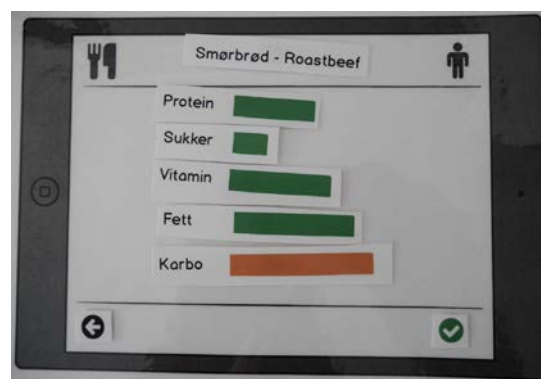 Smørbrød - Roastbeef
Protein
Sukker
Vitamin
Fett
Karbo